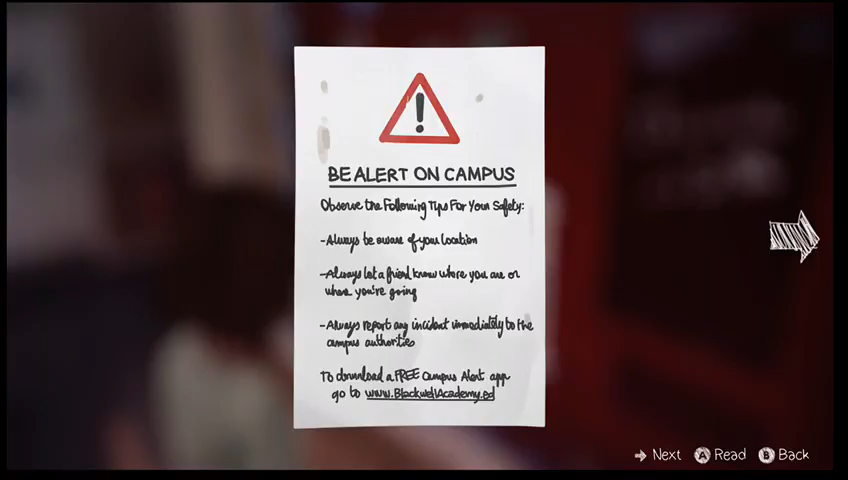 BE ALERT ON CAMPUS
Observe the Following Tips For Your Safety:
-Always be aware of your location
-Always let a friend know where you are or
where you're going
-Always report any incident immediately to the
campus authorities
To download a FREE Campus Alert app
go to www.BlackwellAcademy.ed
Next
A Read
B Back